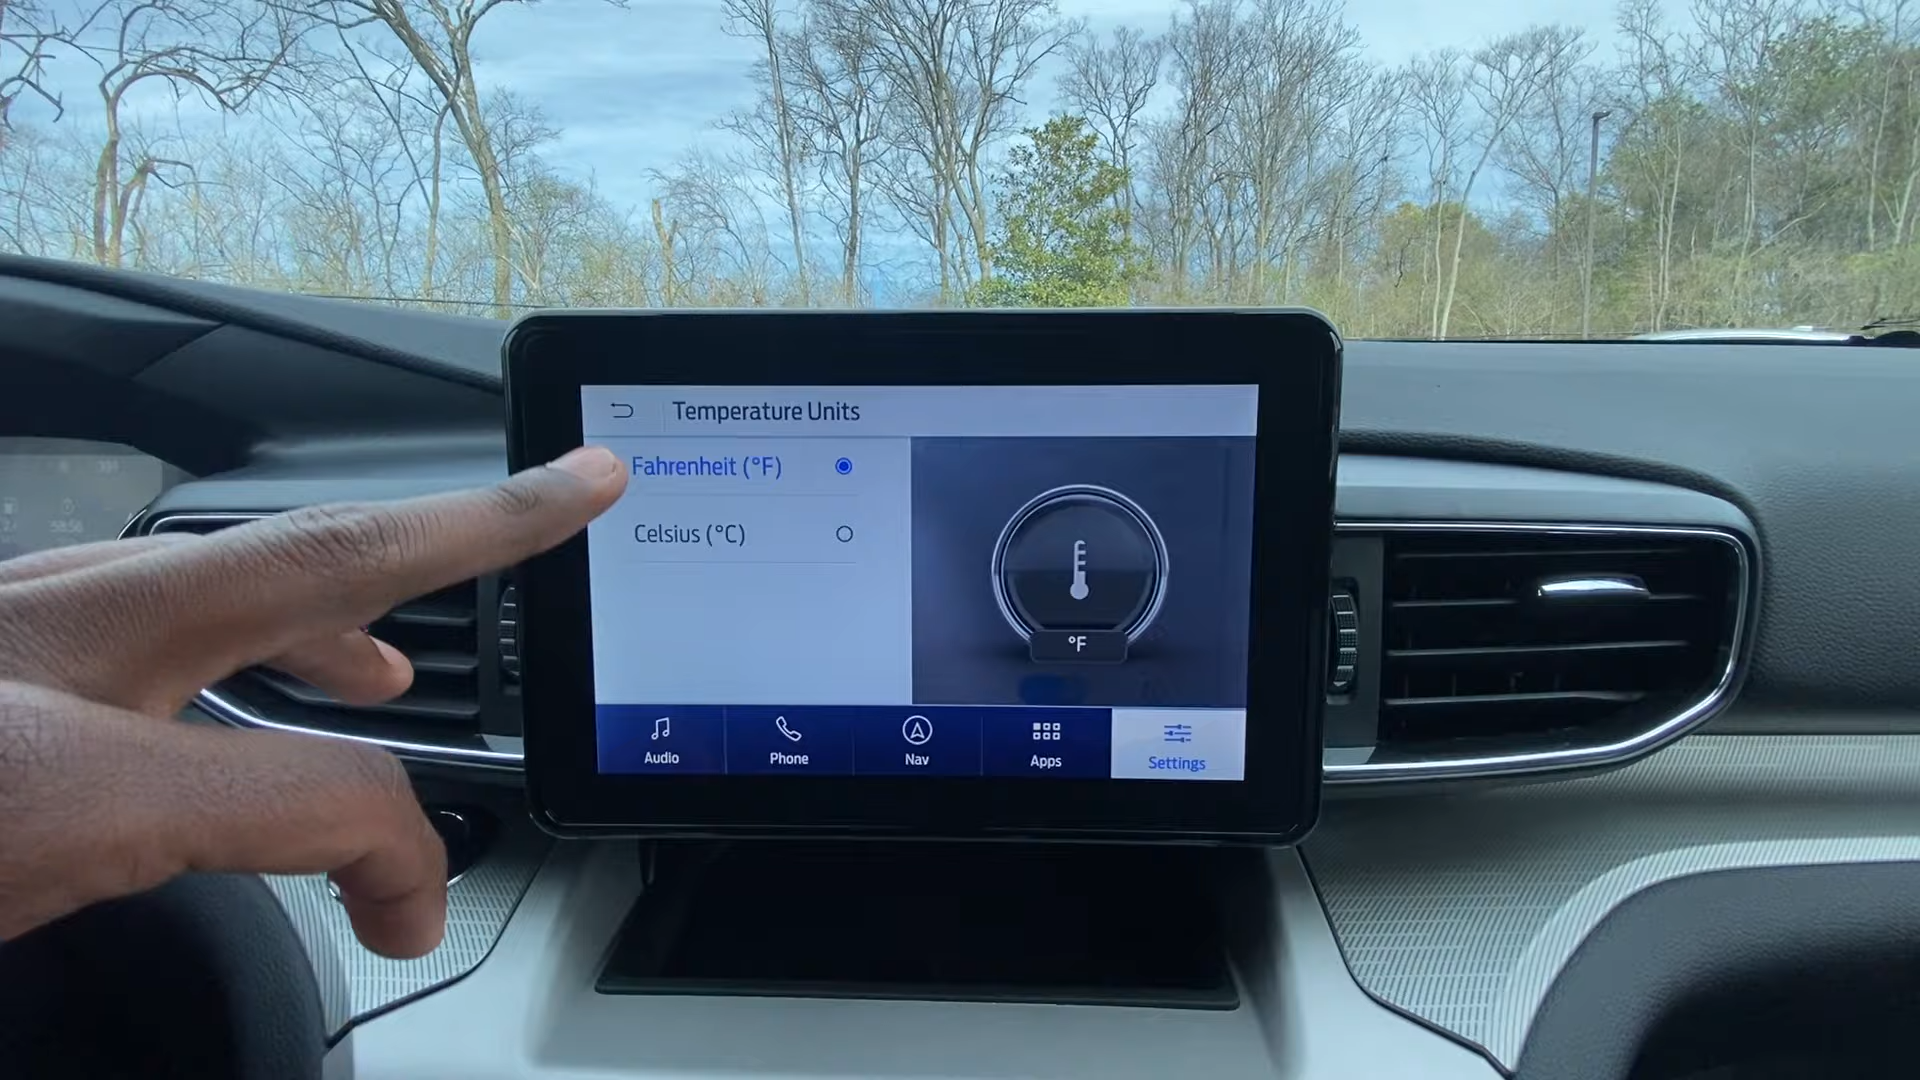 Temperature Units
Fahrenheit (°F)
Celsius (°C)
°F
Audio
Phone
Nav
Apps
Settings